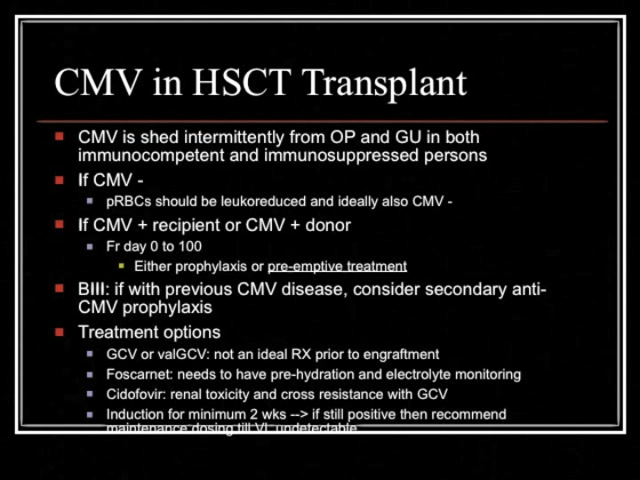 CMV in HSCT Transplant
CMV is shed intermittently from OP and GU in both
immunocompetent and immunosuppressed persons
If CMV -
pRBCs should be leukoreduced and ideally also CMV -
If CMV + recipient or CMV + donor
Fr day 0 to 100
Either prophylaxis or pre-emptive treatment
BIII: if with previous CMV disease, consider secondary anti-
CMV prophylaxis
Treatment options
GCV or valGCV: not an ideal RX prior to engraftment
Foscarnet: needs to have pre-hydration and electrolyte monitoring
Cidofovir: renal toxicity and cross resistance with GCV
Induction for minimum 2 wks --> if still positive then recommend
maintenance dosing till VL undetectable